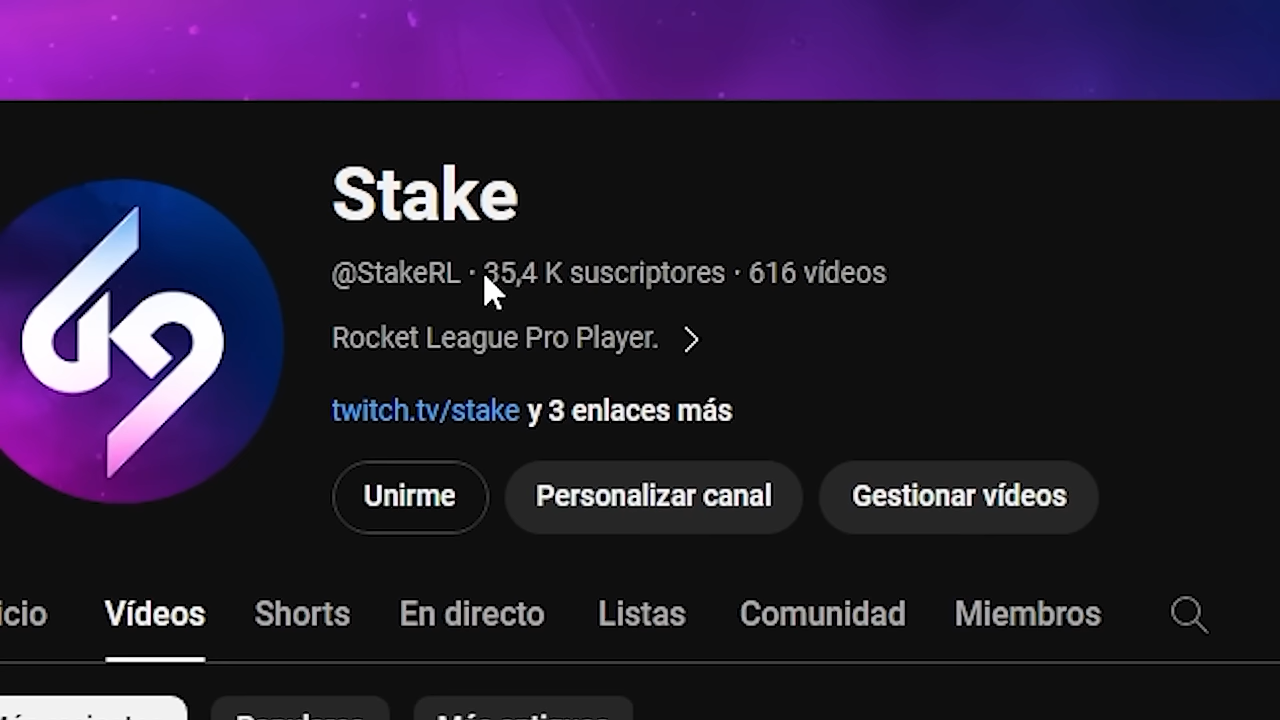 Stake
@StakeRL · 35,4 K suscriptores · 616 vídeos
Rocket League Pro Player.
twitch.tv/stake y 3 enlaces más
Unirme Personalizar canal Gestionar vídeos
icio Vídeos Shorts En directo Listas Comunidad Miembros